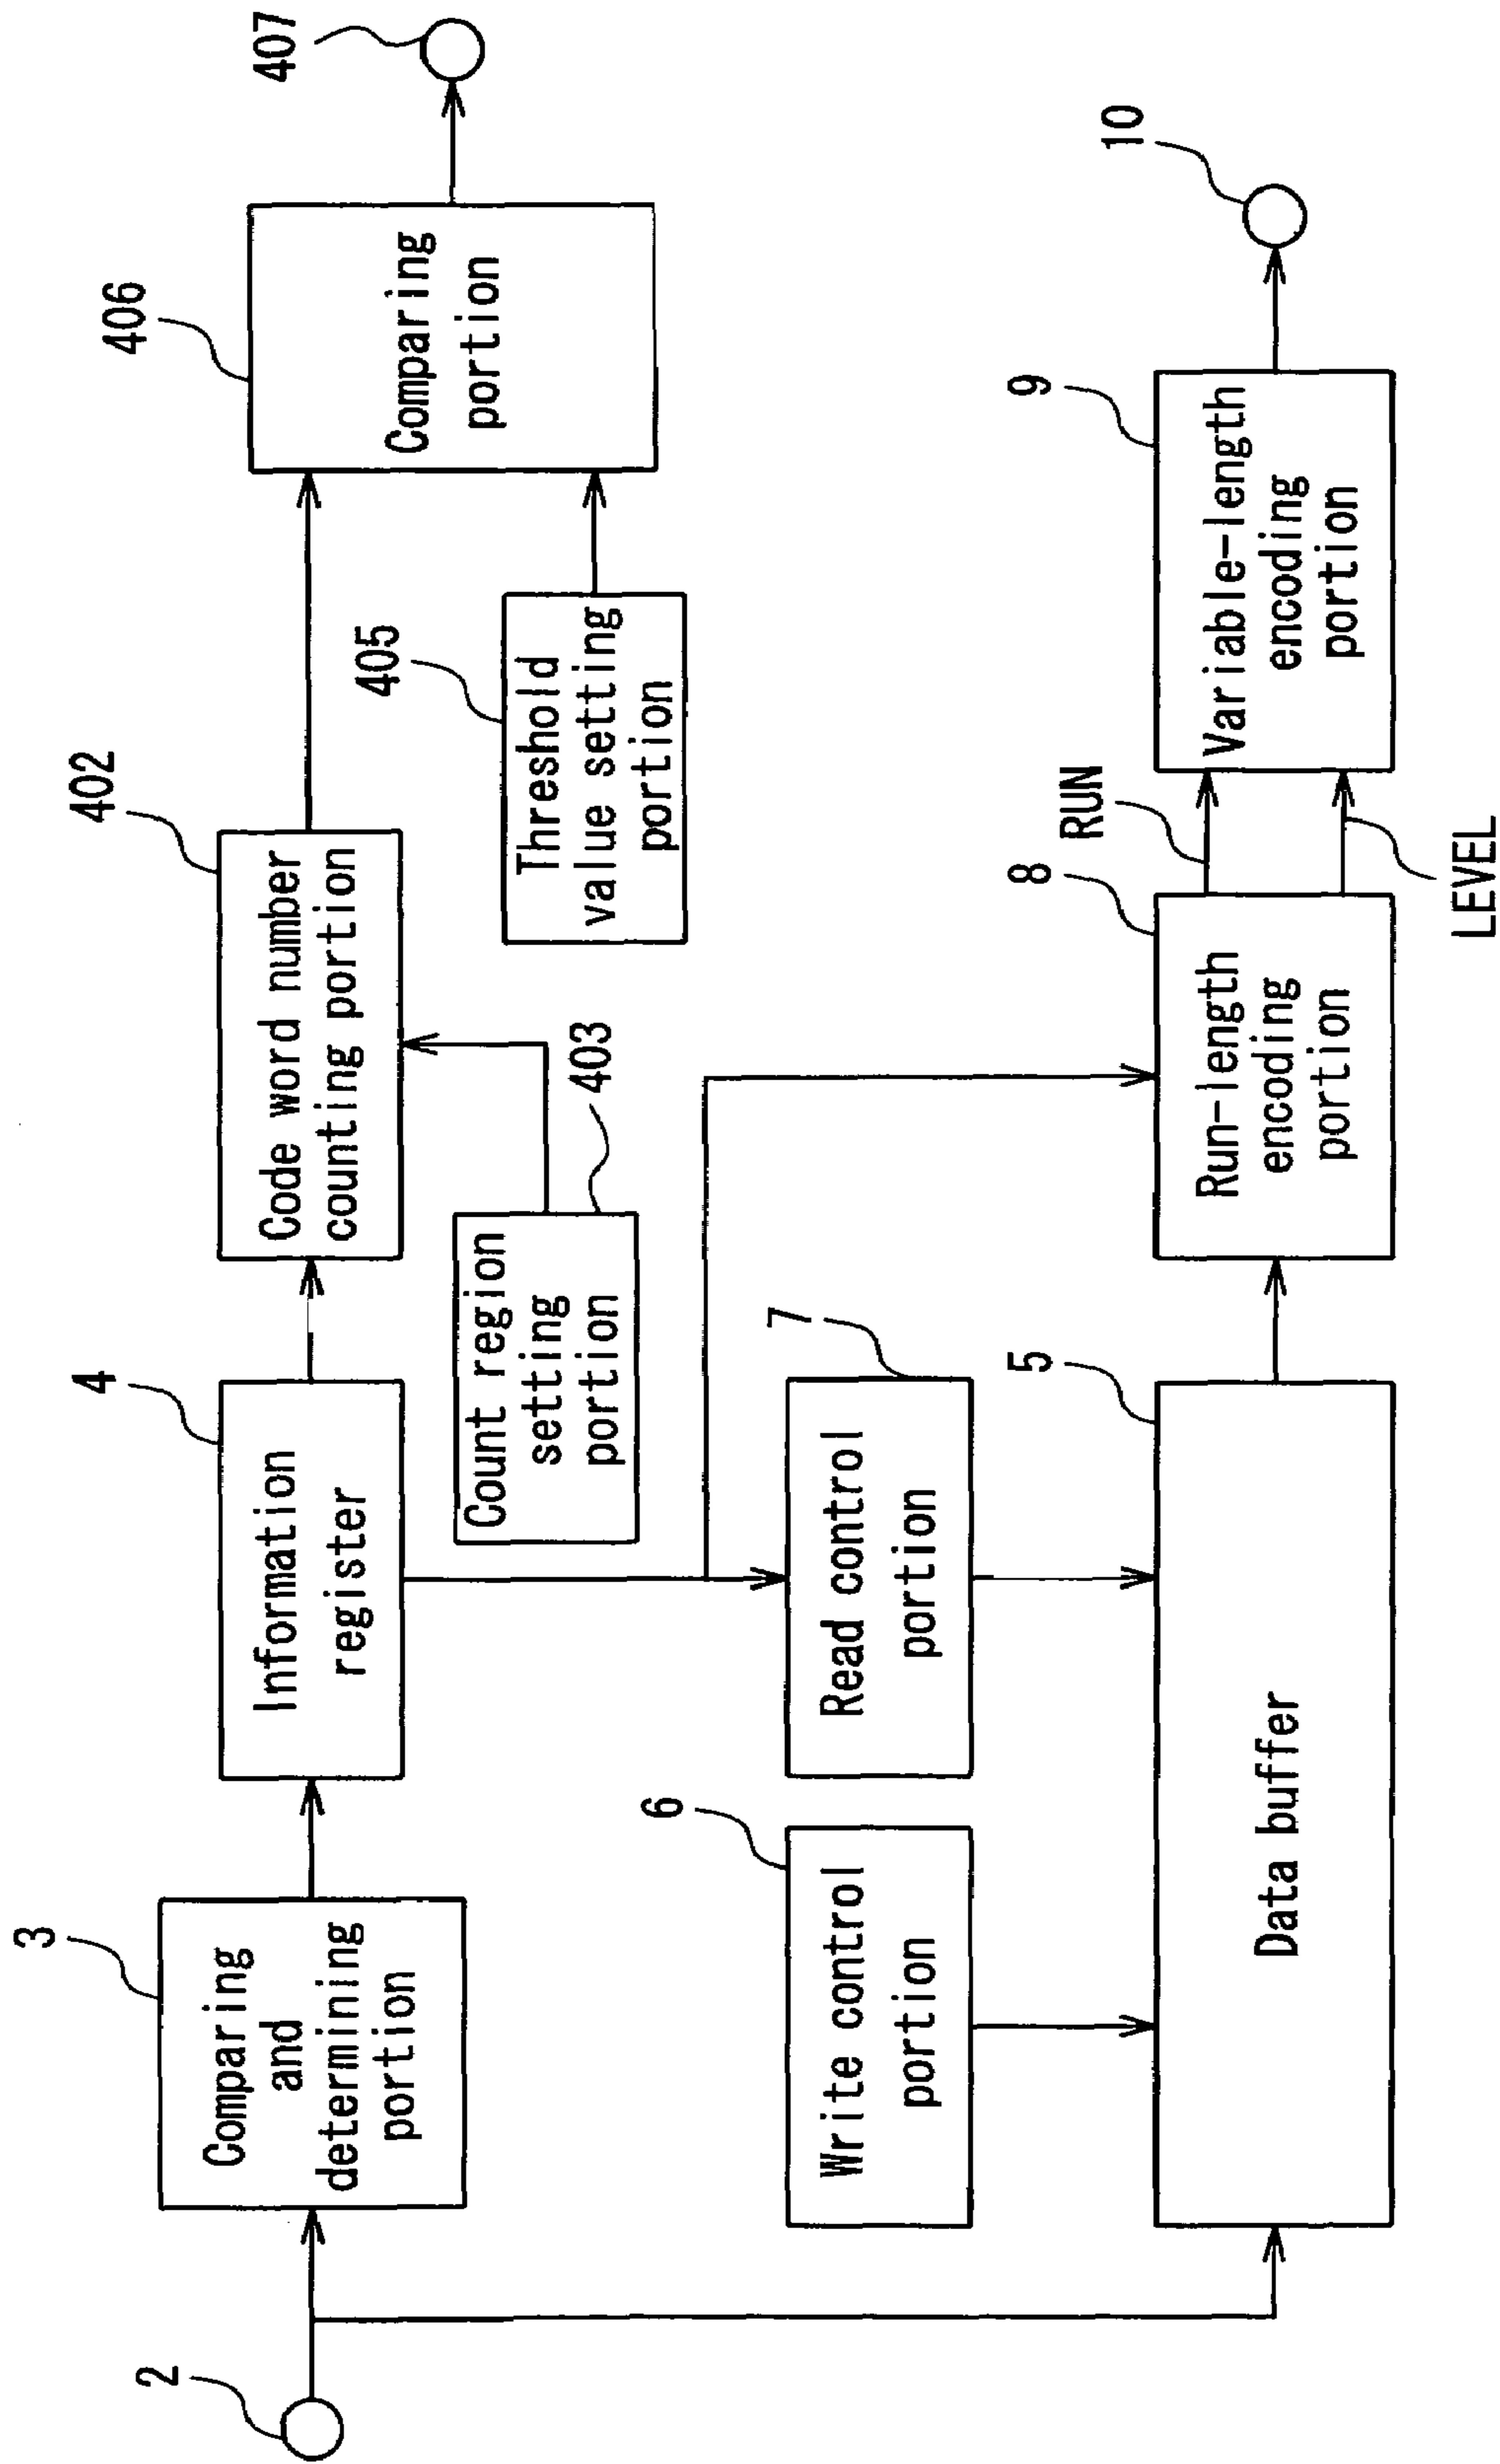 2
3
Comparing
and
determining
portion
4
Information
register
402
Code word number
counting portion
403
Count region
setting
portion
405
Threshold
value setting
portion
406
Comparing
portion
407
6
Write control
portion
7
Read control
portion
5
Data buffer
8
Run-length
encoding
portion
RUN
LEVEL
9
Variable-length
encoding
portion
10